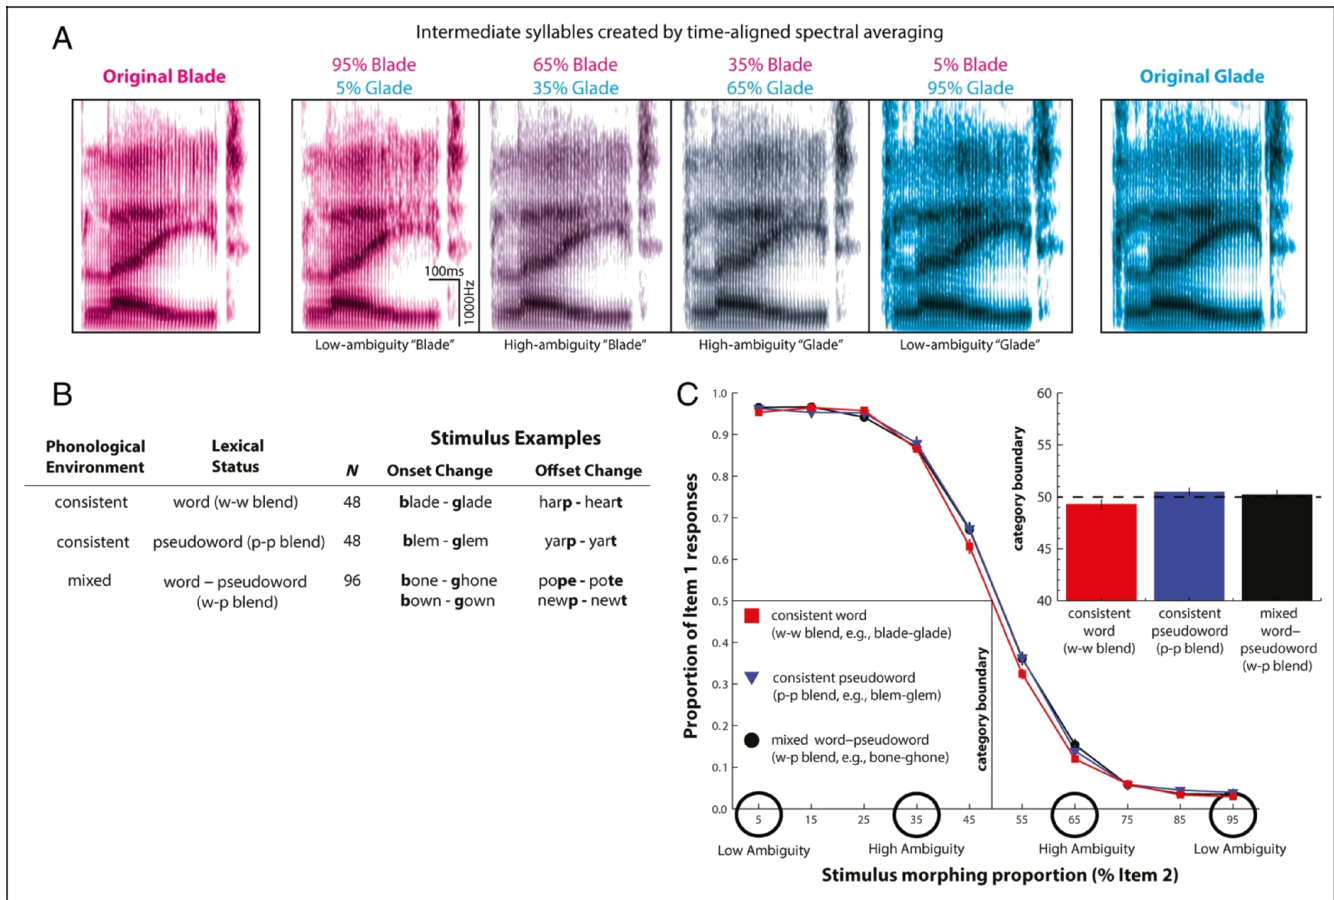 A
Intermediate syllables created by time-aligned spectral averaging
Original Blade
95% Blade
5% Glade
65% Blade
35% Glade
35% Blade
65% Glade
5% Blade
95% Glade
Original Glade
100ms
1000Hz
Low-ambiguity “Blade”
High-ambiguity “Blade”
High-ambiguity “Glade”
Low-ambiguity “Glade”
B
Stimulus Examples
Phonological Environment
Lexical Status
N
Onset Change
Offset Change
consistent word (w-w blend) 48 blade - glade harp - heart
consistent pseudoword (p-p blend) 48 blem - glem yarp - yart
mixed word – pseudoword 96 bone - ghone pope - pote
(w-p blend) bown - gown newp - newt
C
Proportion of Item 1 responses
1.0
0.9
0.8
0.7
0.6
0.5
0.4
0.3
0.2
0.1
0.0
consistent word
(w-w blend, e.g., blade-glade)
consistent pseudoword
(p-p blend, e.g., blem-glem)
mixed word–pseudoword
(w-p blend, e.g., bone-ghone)
category boundary
5 15 25 35 45 55 65 75 85 95
Low Ambiguity
High Ambiguity
High Ambiguity
Low Ambiguity
Stimulus morphing proportion (% Item 2)
category boundary
60
55
50
45
40
consistent
word
(w-w blend)
consistent
pseudoword
(p-p blend)
mixed
word–
pseudoword
(w-p blend)